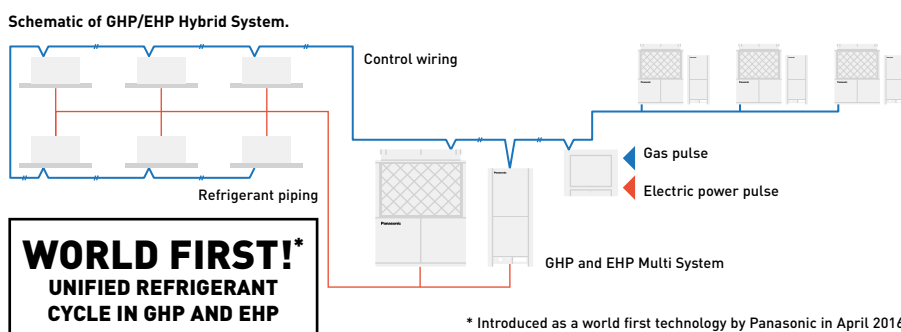 Schematic of GHP/EHP Hybrid System.
Control wiring
Gas pulse
Electric power pulse
Refrigerant piping
Panasonic
Panasonic
GHP and EHP Multi System
WORLD FIRST!*
UNIFIED REFRIGERANT
CYCLE IN GHP AND EHP
* Introduced as a world first technology by Panasonic in April 2016